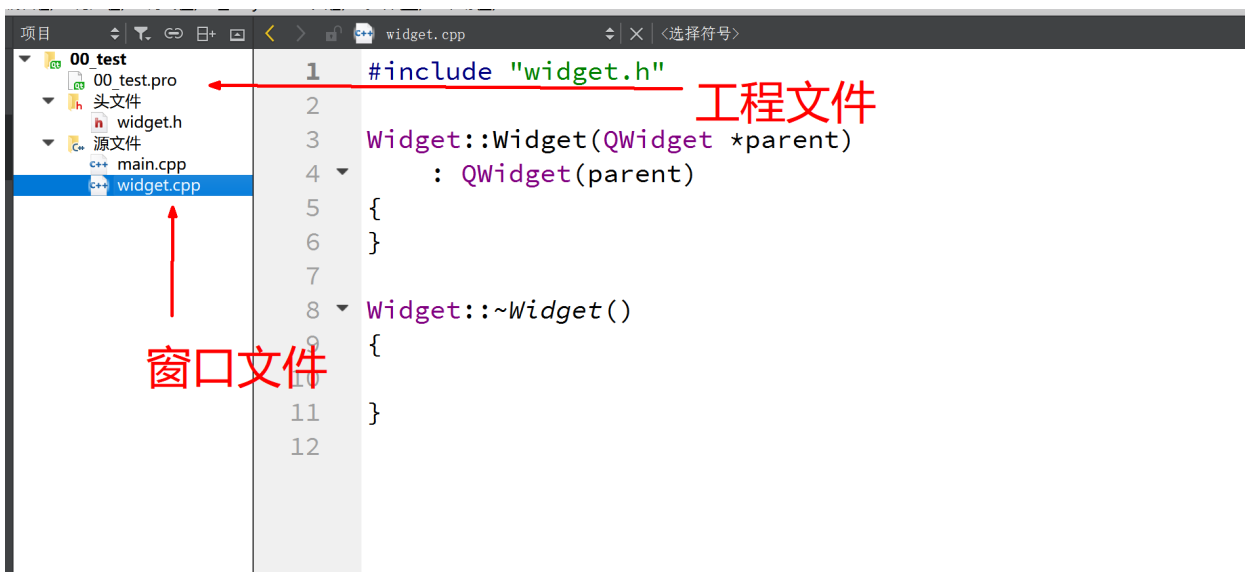 项目
widget.cpp
<选择符号>
00_test
00_test.pro
头文件
widget.h
源文件
main.cpp
widget.cpp
1 #include "widget.h"
2
3 Widget::Widget(QWidget *parent)
4 : QWidget(parent)
5 {
6 }
7
8 Widget::~Widget()
9 {
10
11 }
12
工程文件
窗口文件